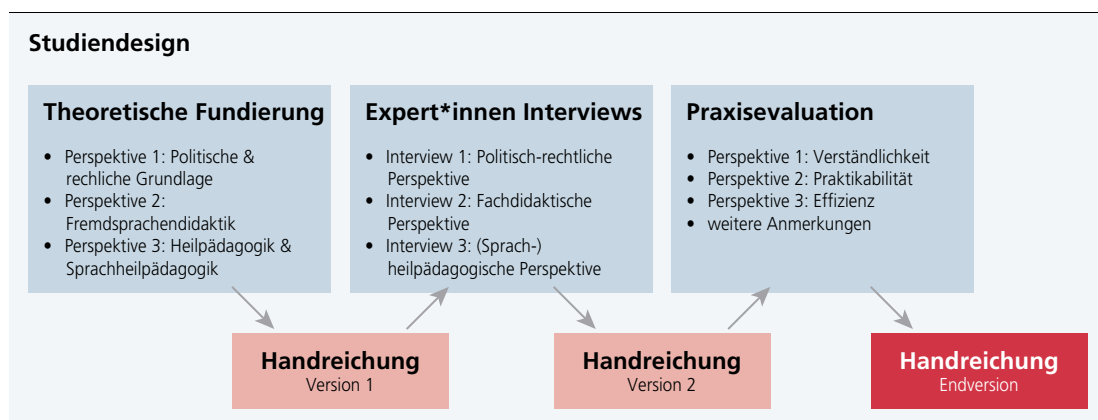 Studiendesign
Theoretische Fundierung
• Perspektive 1: Politische &
rechliche Grundlage
• Perspektive 2:
Fremdsprachendidaktik
• Perspektive 3: Heilpädagogik &
Sprachheilpädagogik
Expert*innen Interviews
• Interview 1: Politisch-rechtliche
Perspektive
• Interview 2: Fachdidaktische
Perspektive
• Interview 3: (Sprach-)
heilpädagogische Perspektive
Praxisevaluation
• Perspektive 1: Verständlichkeit
• Perspektive 2: Praktikabilität
• Perspektive 3: Effizienz
• weitere Anmerkungen
Handreichung
Version 1
Handreichung
Version 2
Handreichung
Endversion